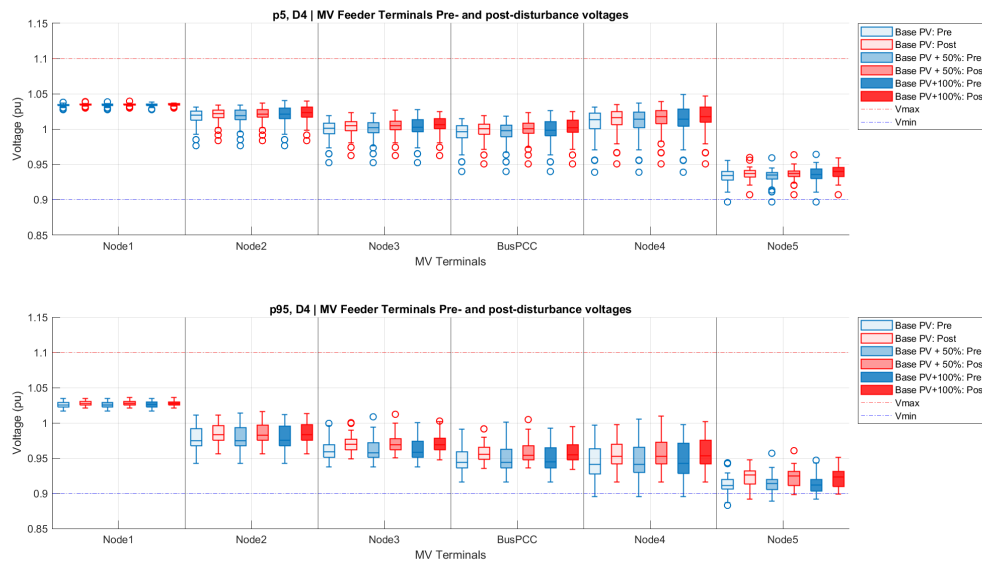 p5, D4 | MV Feeder Terminals Pre- and post-disturbance voltages
1.15
1.1
1.05
1
0.95
0.9
0.85
Voltage (pu)
Node1 Node2 Node3 BusPCC Node4 Node5
MV Terminals
Base PV: Pre
Base PV: Post
Base PV + 50%: Pre
Base PV + 50%: Pos
Base PV+100%: Pre
Base PV+100%: Pos
Vmax
Vmin
p95, D4 | MV Feeder Terminals Pre- and post-disturbance voltages
1.15
1.1
1.05
1
0.95
0.9
0.85
Voltage (pu)
Node1 Node2 Node3 BusPCC Node4 Node5
MV Terminals
Base PV: Pre
Base PV: Post
Base PV + 50%: Pre
Base PV + 50%: Pos
Base PV+100%: Pre
Base PV+100%: Pos
Vmax
Vmin